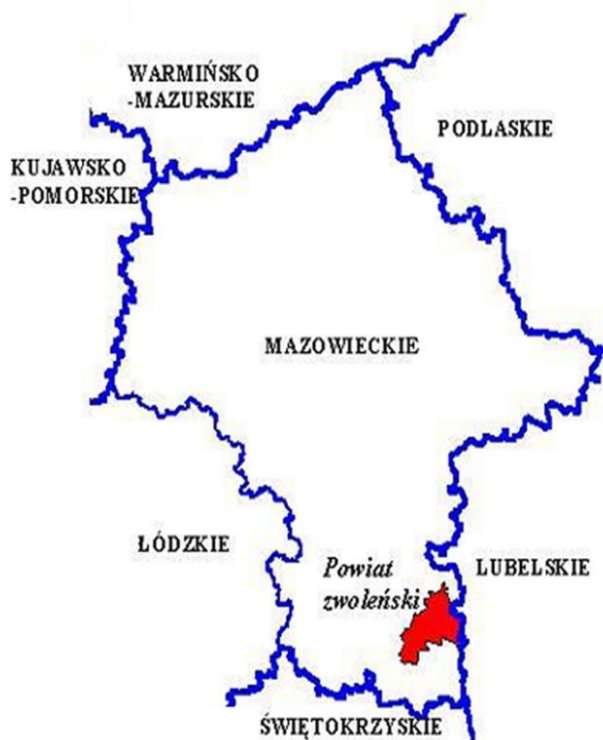 WARMIŃSKO
-MAZURSKIE
PODLASKIE
KUJAWSKO
-POMORSKIE
MAZOWIECKIE
ŁÓDZKIE
Powiat
zwoleński
LUBELSKIE
ŚWIĘTOKRZYSKIE